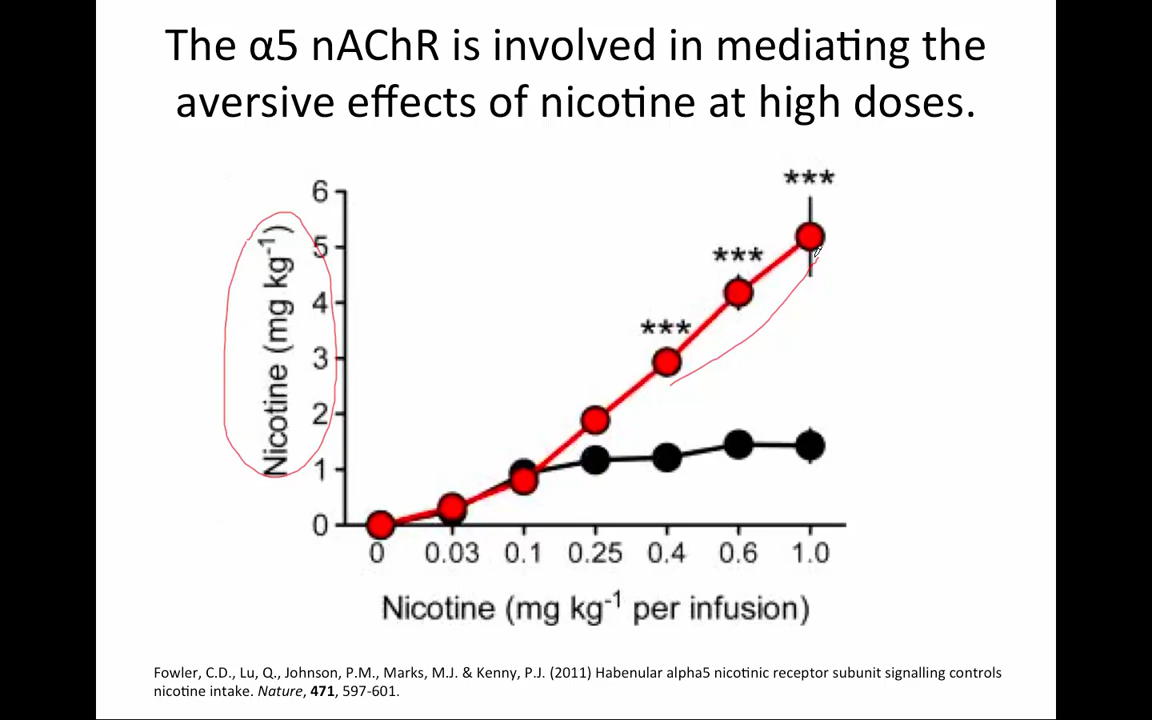 The α5 nAChR is involved in mediating the
aversive effects of nicotine at high doses.
***
6
5
***
4
***
3
2
1
0
Nicotine (mg kg⁻¹)
0 0.03 0.1 0.25 0.4 0.6 1.0
Nicotine (mg kg⁻¹ per infusion)
Fowler, C.D., Lu, Q., Johnson, P.M., Marks, M.J. & Kenny, P.J. (2011) Habenular alpha5 nicotinic receptor subunit signalling controls
nicotine intake. Nature, 471, 597-601.